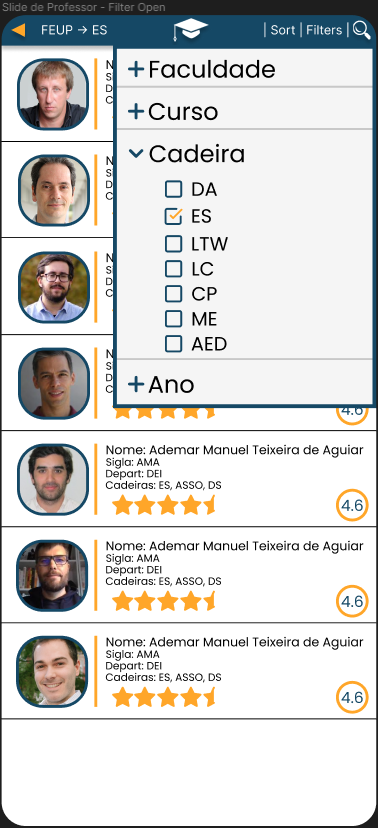 Slide de Professor - Filter Open
FEUP → ES
| Sort | Filters |
+ Faculdade
+ Curso
Cadeira
DA
ES
LTW
LC
CP
ME
AED
+ Ano
4.6
Nome: Ademar Manuel Teixeira de Aguiar
Sigla: AMA
Depart: DEI
Cadeiras: ES, ASSO, DS
4.6
Nome: Ademar Manuel Teixeira de Aguiar
Sigla: AMA
Depart: DEI
Cadeiras: ES, ASSO, DS
4.6
Nome: Ademar Manuel Teixeira de Aguiar
Sigla: AMA
Depart: DEI
Cadeiras: ES, ASSO, DS
4.6